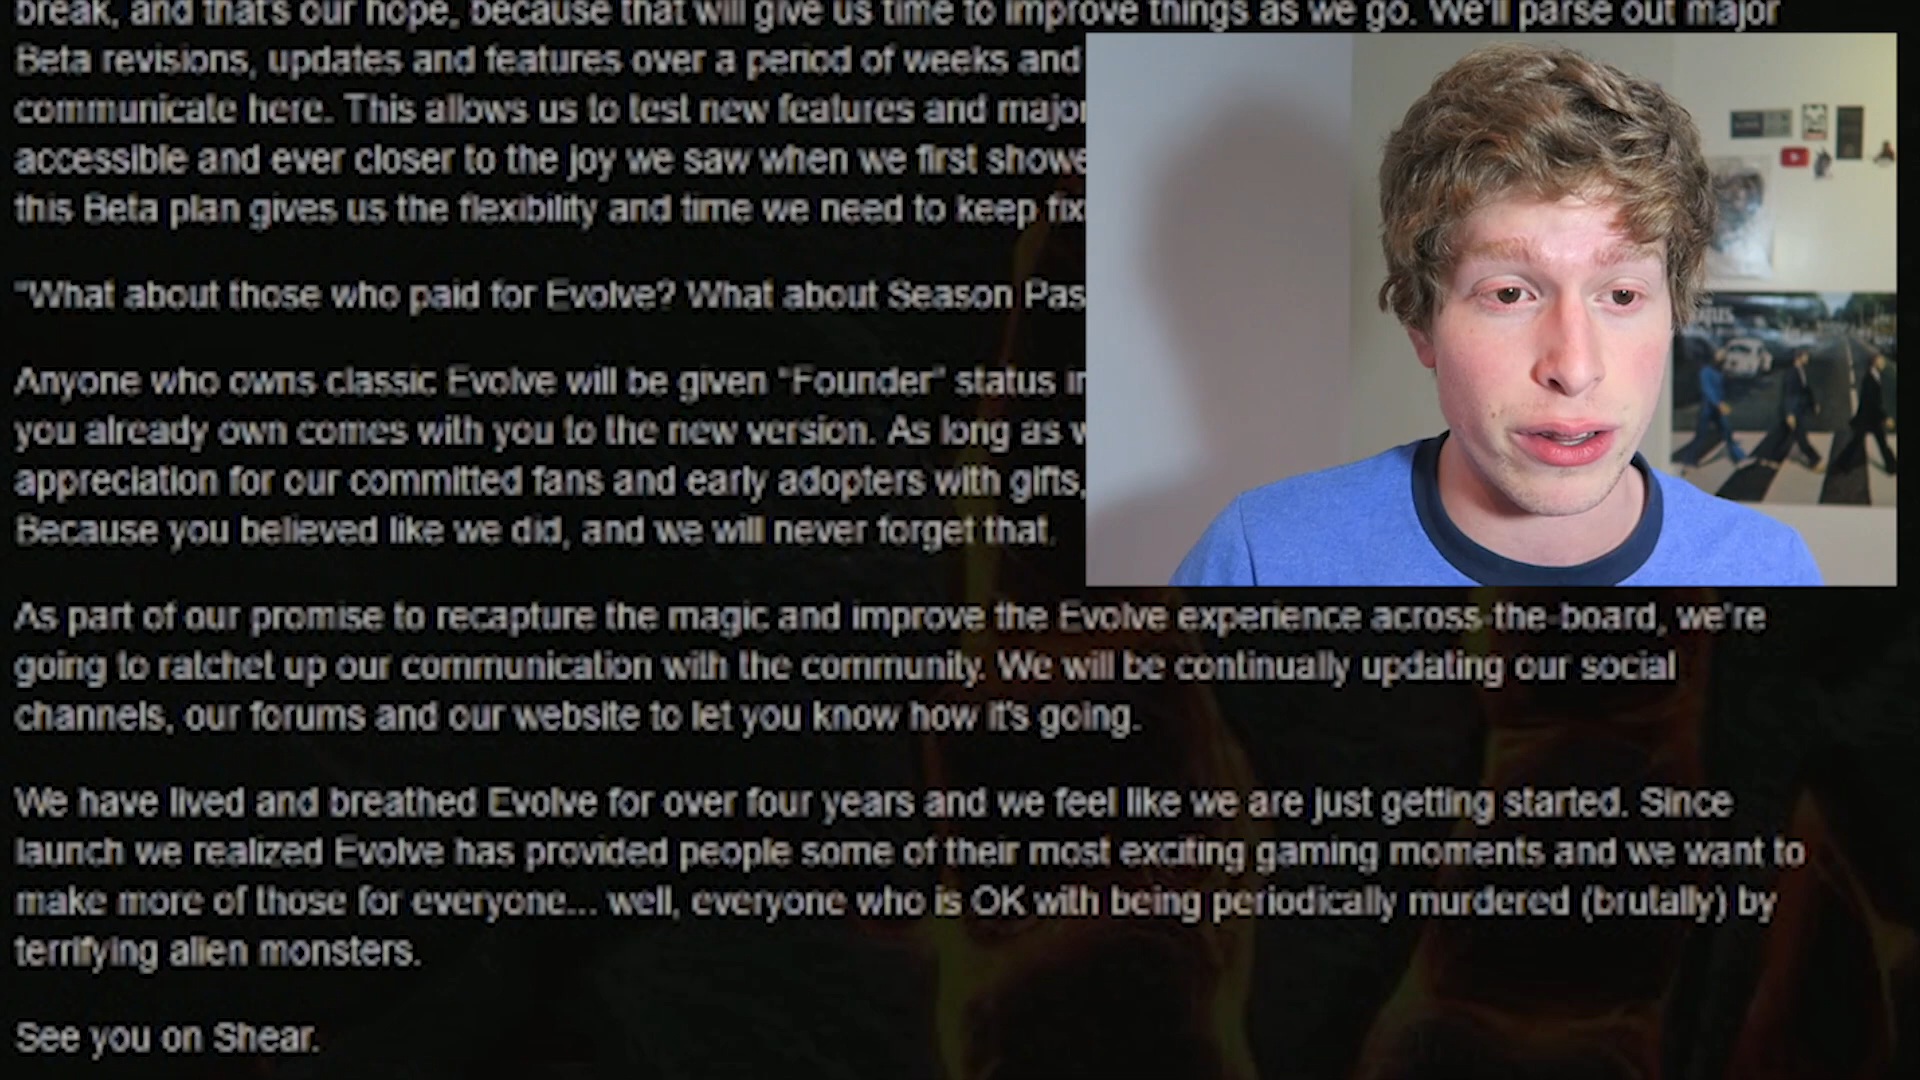 break, and that's our hope, because that will give us time to improve things as we go. We'll parse out major
Beta revisions, updates and features over a period of weeks and
communicate here. This allows us to test new features and major
accessible and ever closer to the joy we saw when we first showe
this Beta plan gives us the flexibility and time we need to keep fix
"What about those who paid for Evolve? What about Season Pas
Anyone who owns classic Evolve will be given "Founder" status in
you already own comes with you to the new version. As long as w
appreciation for our committed fans and early adopters with gifts,
Because you believed like we did, and we will never forget that.
As part of our promise to recapture the magic and improve the Evolve experience across-the-board, we're
going to ratchet up our communication with the community. We will be continually updating our social
channels, our forums and our website to let you know how it's going.
We have lived and breathed Evolve for over four years and we feel like we are just getting started. Since
launch we realized Evolve has provided people some of their most exciting gaming moments and we want to
make more of those for everyone... well, everyone who is OK with being periodically murdered (brutally) by
terrifying alien monsters.
See you on Shear.